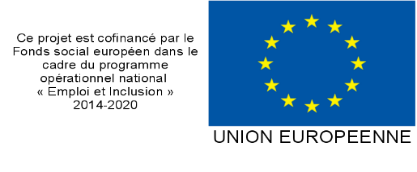 Ce projet est cofinancé par le
Fonds social européen dans le
cadre du programme
opérationnel national
« Emploi et Inclusion »
2014-2020
UNION EUROPEENNE